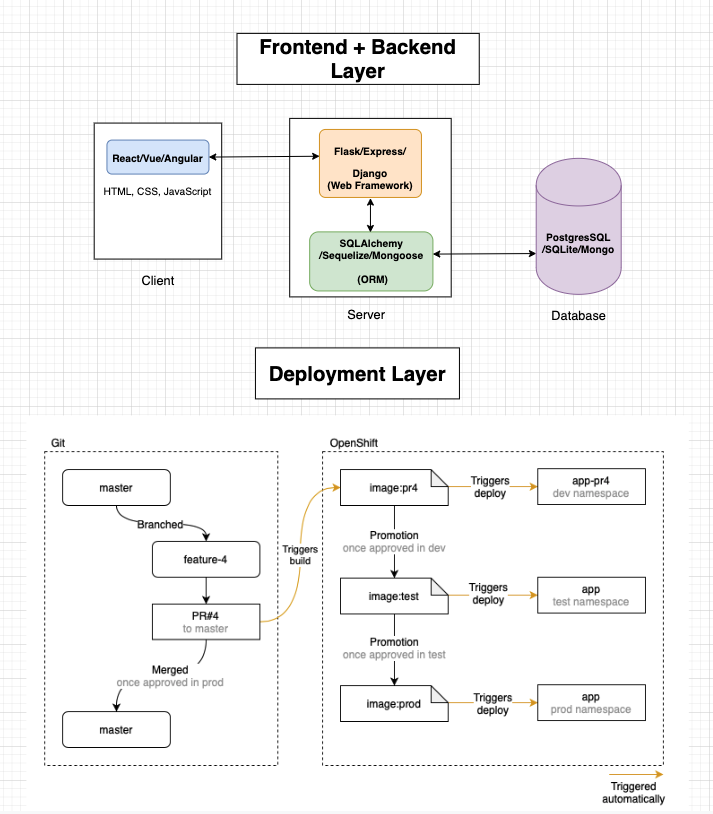 Frontend + Backend
Layer
React/Vue/Angular
HTML, CSS, JavaScript
Client
Flask/Express/
Django
(Web Framework)
SQLAlchemy
/Sequelize/Mongoose
(ORM)
Server
PostgresSQL
/SQLite/Mongo
Database
Deployment Layer
Git
master
Branched
feature-4
PR#4
to master
Merged
once approved in prod
master
Triggers
build
OpenShift
image:pr4
Triggers
deploy
app-pr4
dev namespace
Promotion
once approved in dev
image:test
Triggers
deploy
app
test namespace
Promotion
once approved in test
image:prod
Triggers
deploy
app
prod namespace
Triggered
automatically